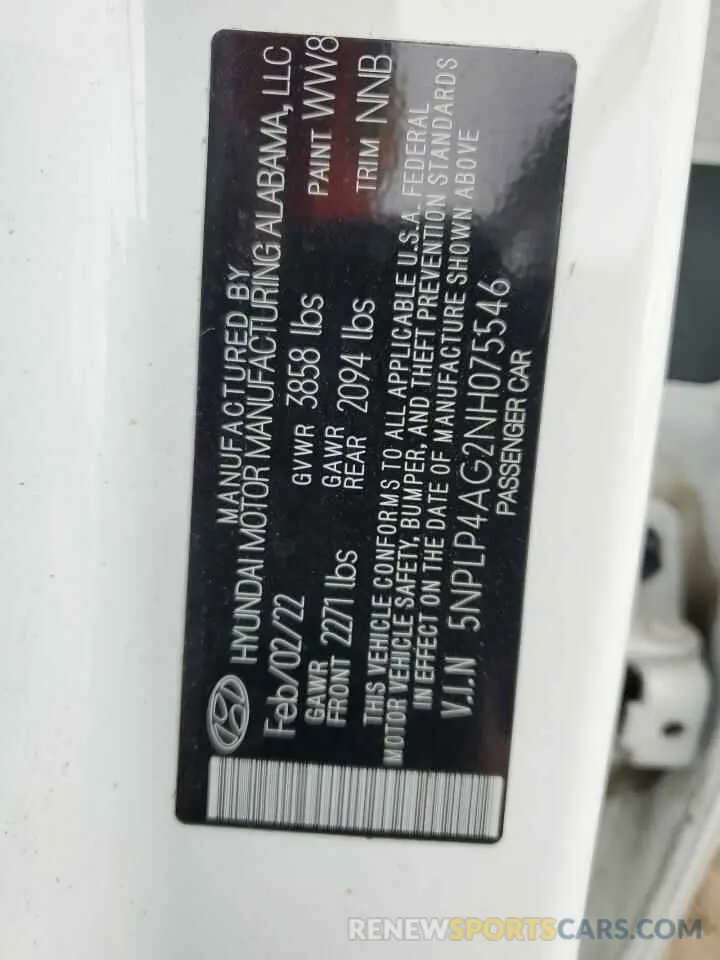 MANUFACTURED BY
HYUNDAI MOTOR MANUFACTURING ALABAMA, LLC
Feb/02/22 GVWR 3858 lbs PAINT WW8
GAWR FRONT 2271 lbs GAWR REAR 2094 lbs TRIM NNB
THIS VEHICLE CONFORMS TO ALL APPLICABLE U.S.A. FEDERAL
MOTOR VEHICLE SAFETY, BUMPER, AND THEFT PREVENTION STANDARDS
IN EFFECT ON THE DATE OF MANUFACTURE SHOWN ABOVE
V.I.N 5NPLP4AG2NH075546
PASSENGER CAR
RENEWSPORTSCARS.COM